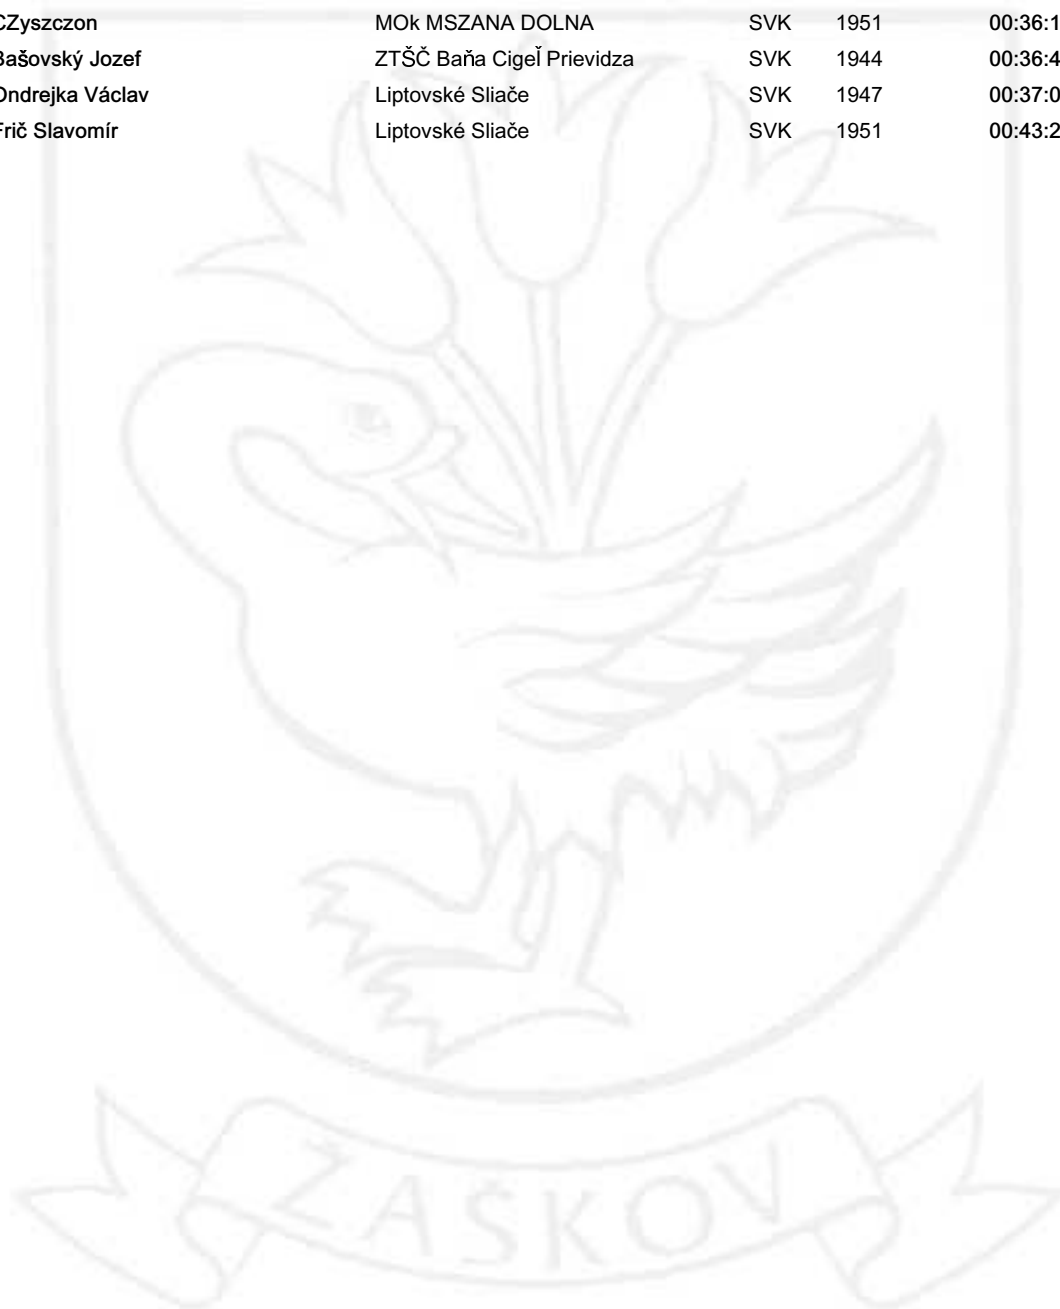 CZyszczon MOk MSZANA DOLNA SVK 1951 00:36:1
Bašovský Jozef ZTŠČ Baňa Cigeľ Prievidza SVK 1944 00:36:4
Ondrejka Václav Liptovské Sliače SVK 1947 00:37:0
Frič Slavomír Liptovské Sliače SVK 1951 00:43:2
ZAŠKOV